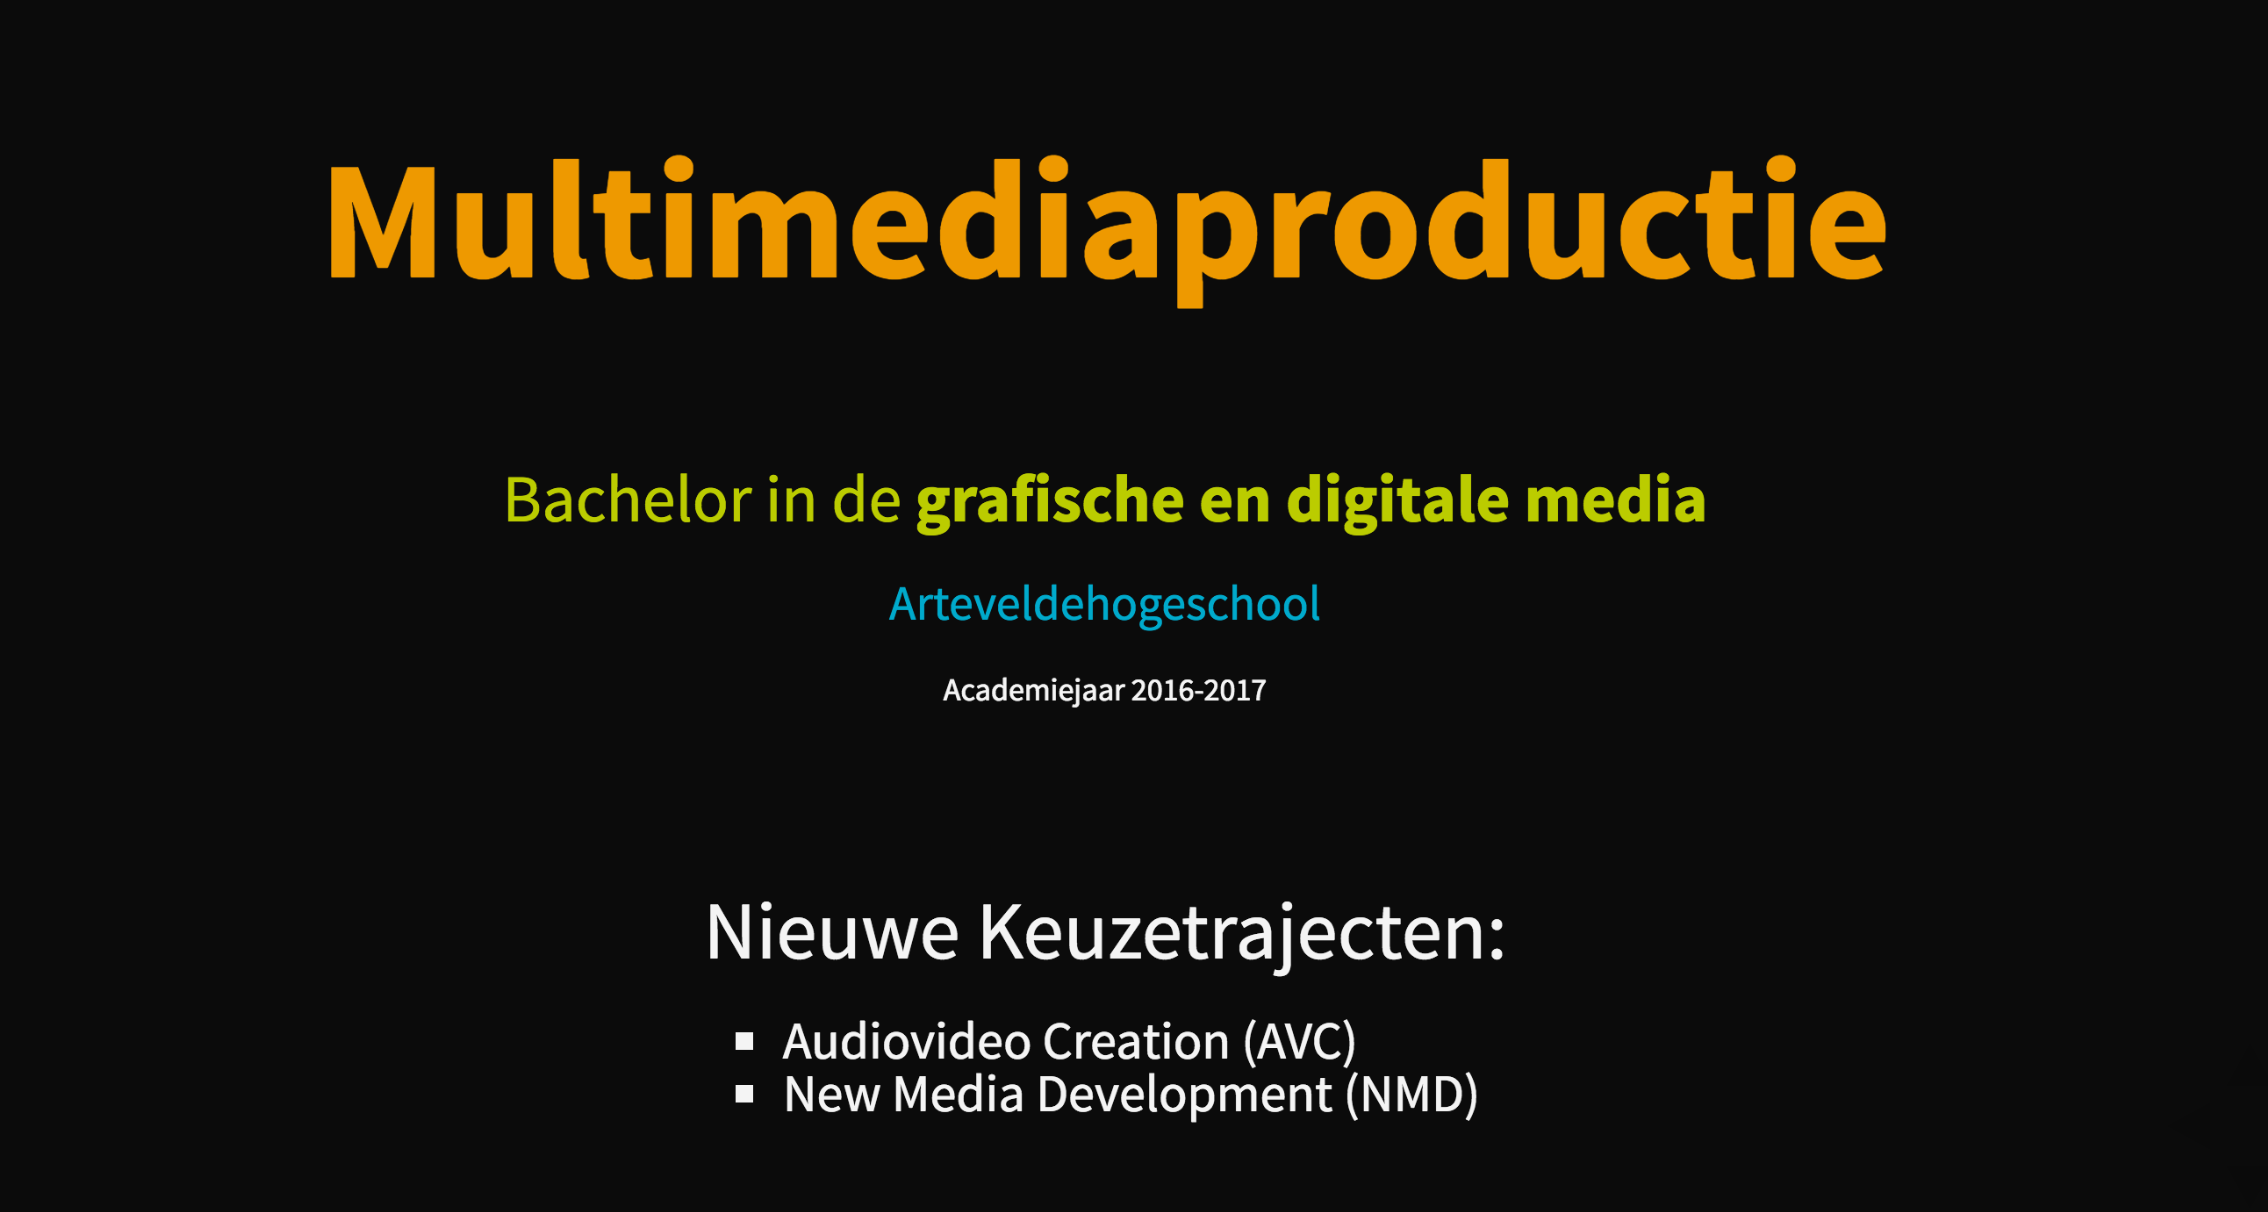 Multimediaproductie
Bachelor in de grafische en digitale media
Arteveldehogeschool
Academiejaar 2016-2017
Nieuwe Keuzetrajecten:
▪ Audiovideo Creation (AVC)
▪ New Media Development (NMD)